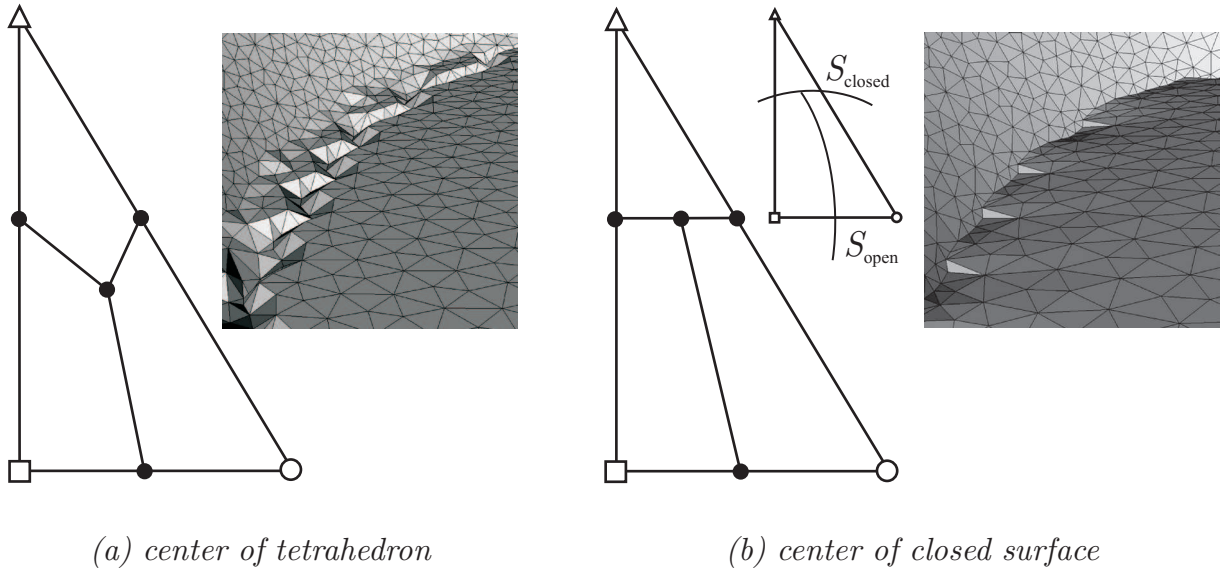 S_closed
S_open
(a) center of tetrahedron
(b) center of closed surface